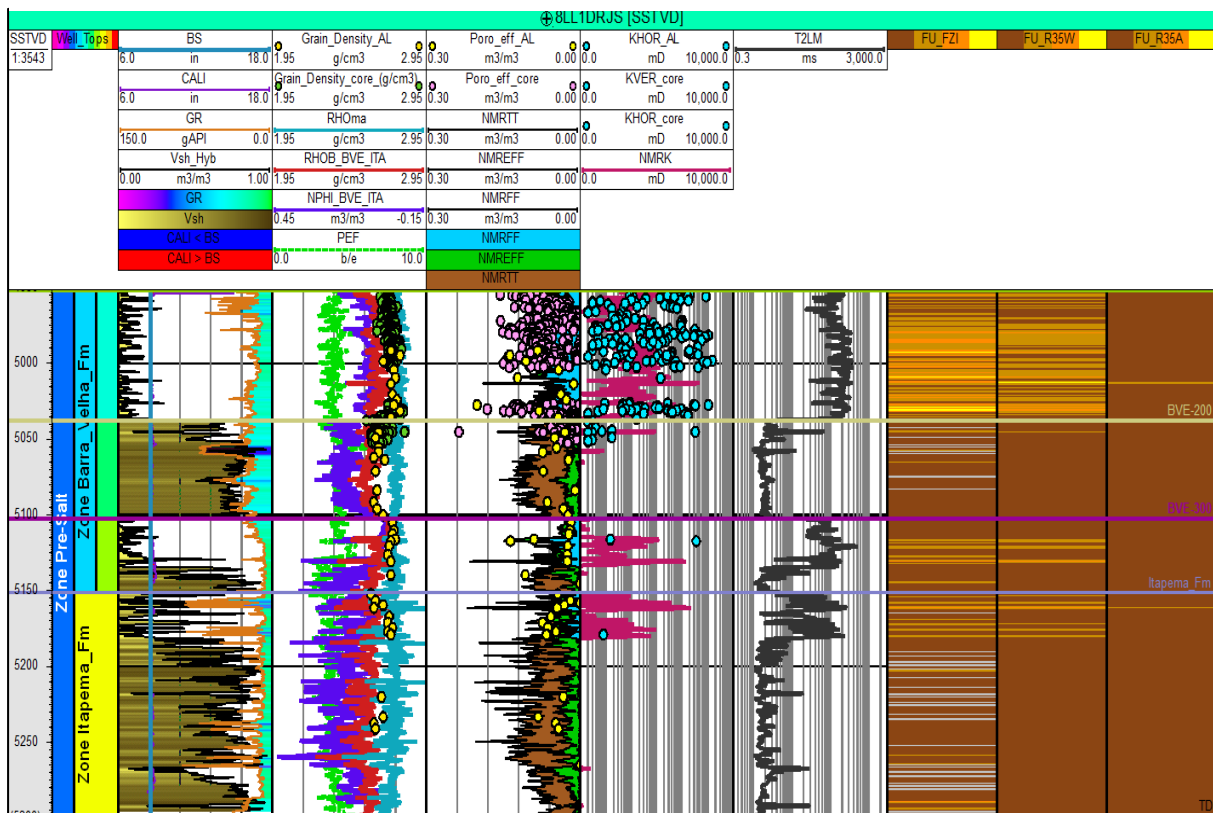 8LL1DRJS [SSTVD]
SSTVD
1:3543
Well_Tops
BS
6.0 in 18.0
CALI
6.0 in 18.0
GR
150.0 gAPI 0.0
Vsh_Hyb
0.00 m3/m3 1.00
GR
Vsh
CALI < BS
CALI > BS
Grain_Density_AL
1.95 g/cm3 2.95
Grain_Density_core_(g/cm3)
1.95 g/cm3 2.95
RHOma
1.95 g/cm3 2.95
RHOB_BVE_ITA
1.95 g/cm3 2.95
NPHI_BVE_ITA
0.45 m3/m3 -0.15
PEF
0.0 b/e 10.0
Poro_eff_AL
0.30 m3/m3 0.00
Poro_eff_core
0.30 m3/m3 0.00
NMRTT
0.30 m3/m3 0.00
NMREFF
0.30 m3/m3 0.00
NMRFF
0.30 m3/m3 0.00
NMRFF
NMREFF
NMRTT
KHOR_AL
0.0 mD 10,000.0
KVER_core
0.0 mD 10,000.0
KHOR_core
0.0 mD 10,000.0
NMRK
0.0 mD 10,000.0
T2LM
0.3 ms 3,000.0
FU_FZI
FU_R35W
FU_R35A
5000
5050
5100
5150
5200
5250
Zone Pre-Salt
Zone Barra_Velha_Fm
Zone Itapema_Fm
BVE-200
BVE-300
Itapema_Fm
TD